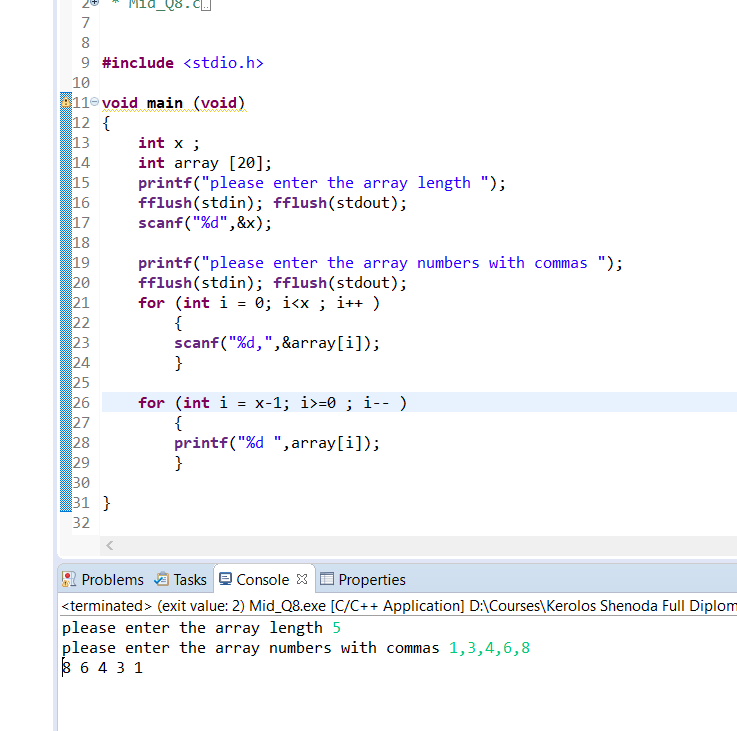 2 * Mid_Q8.c
7
8
9 #include <stdio.h>
10
11 void main (void)
12 {
13 int x ;
14 int array [20];
15 printf("please enter the array length ");
16 fflush(stdin); fflush(stdout);
17 scanf("%d",&x);
18
19 printf("please enter the array numbers with commas ");
20 fflush(stdin); fflush(stdout);
21 for (int i = 0; i<x ; i++ )
22 {
23 scanf("%d,",&array[i]);
24 }
25
26 for (int i = x-1; i>=0 ; i-- )
27 {
28 printf("%d ",array[i]);
29 }
30
31 }
32
Problems Tasks Console Properties
<terminated> (exit value: 2) Mid_Q8.exe [C/C++ Application] D:\Courses\Kerolos Shenoda Full Diplom
please enter the array length 5
please enter the array numbers with commas 1,3,4,6,8
8 6 4 3 1